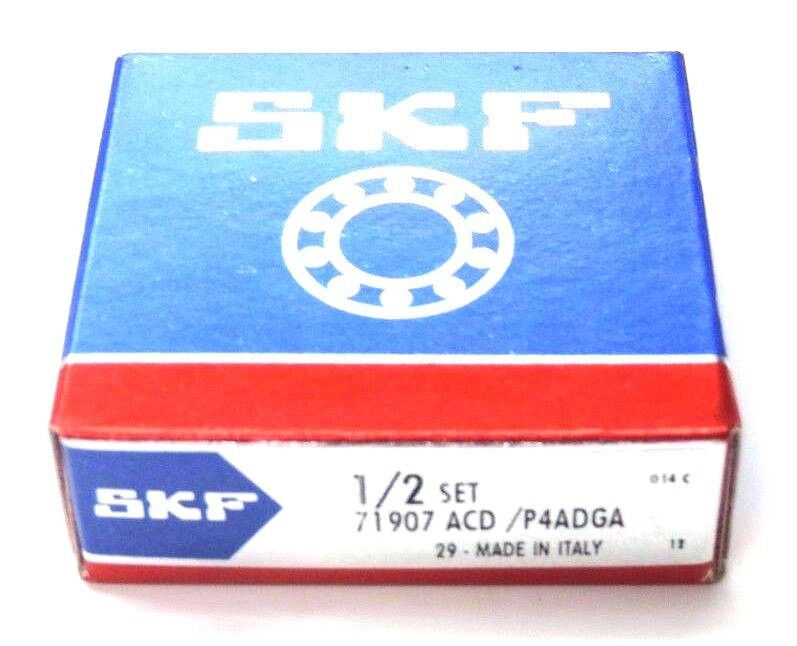 SKF
SKF
1/2 SET
014 C
71907 ACD /P4ADGA
29 - MADE IN ITALY
12